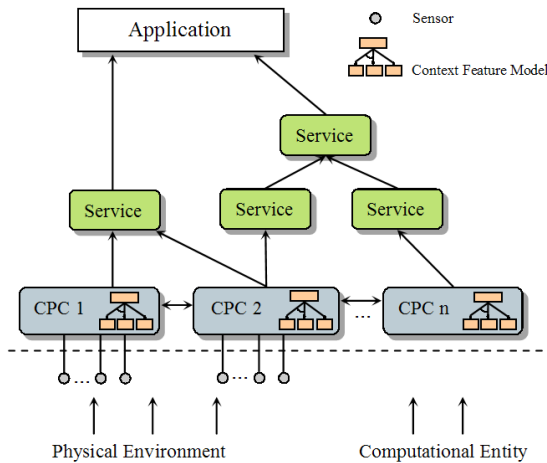 Application
Sensor
Context Feature Model
Service
Service
Service
Service
CPC 1
CPC 2
...
CPC n
...
...
Physical Environment
Computational Entity